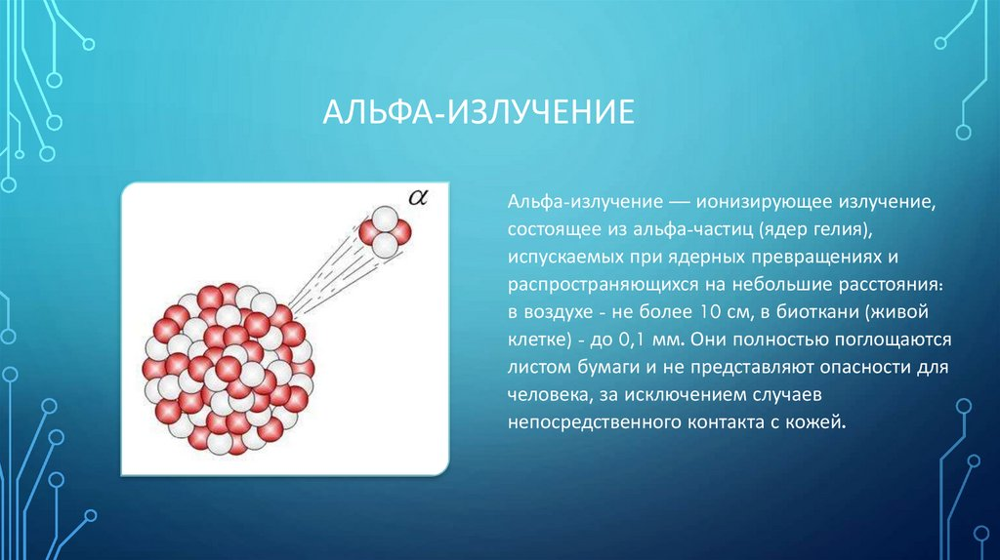 АЛЬФА-ИЗЛУЧЕНИЕ
α
Альфа-излучение — ионизирующее излучение,
состоящее из альфа-частиц (ядер гелия),
испускаемых при ядерных превращениях и
распространяющихся на небольшие расстояния:
в воздухе - не более 10 см, в биоткани (живой
клетке) - до 0,1 мм. Они полностью поглощаются
листом бумаги и не представляют опасности для
человека, за исключением случаев
непосредственного контакта с кожей.